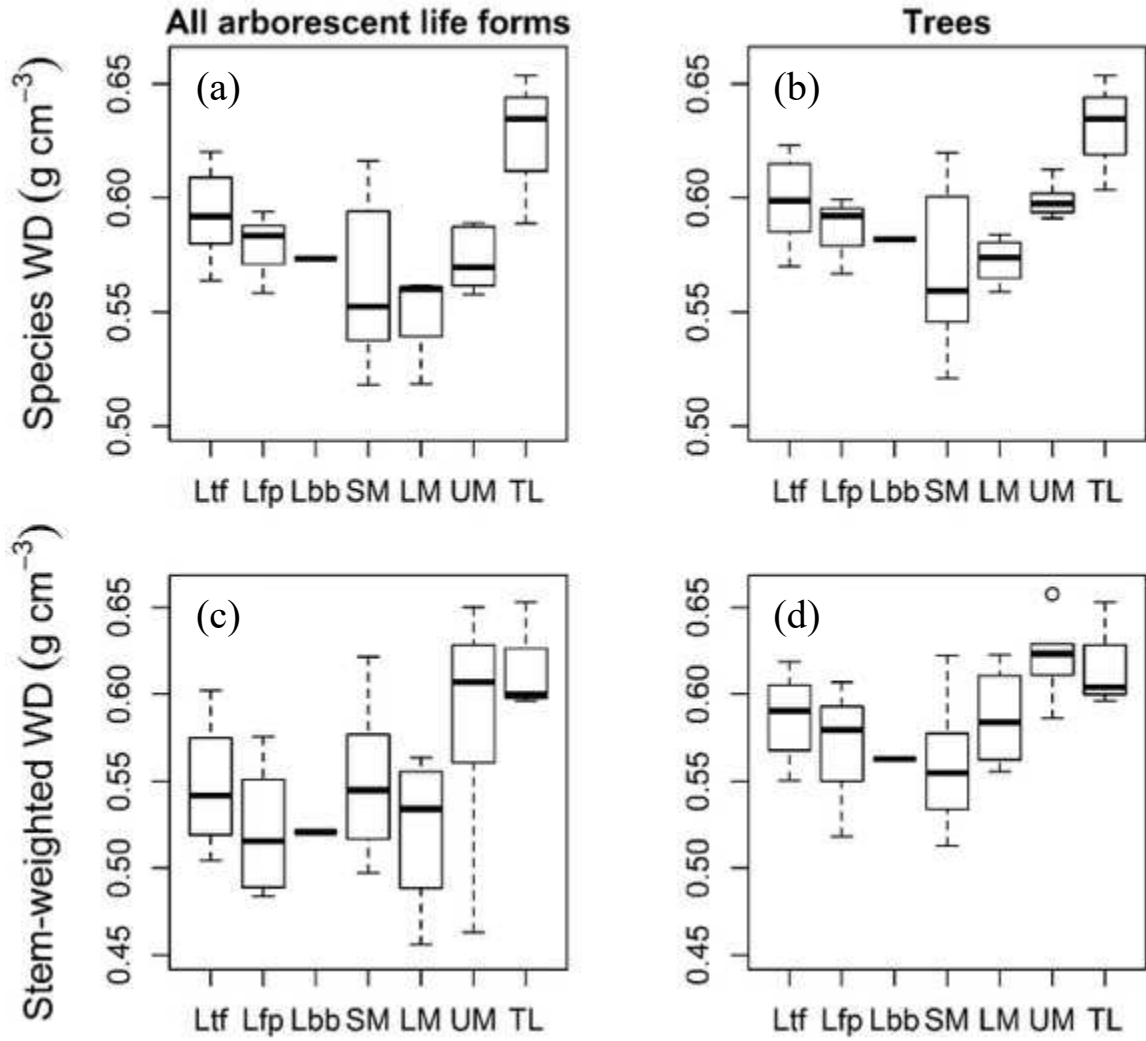 All arborescent life forms
Trees
Species WD (g cm⁻³)
(a)
0.65
0.60
0.55
0.50
Ltf Lfp Lbb SM LM UM TL
(b)
0.65
0.60
0.55
0.50
Ltf Lfp Lbb SM LM UM TL
Stem-weighted WD (g cm⁻³)
(c)
0.65
0.60
0.55
0.50
0.45
Ltf Lfp Lbb SM LM UM TL
(d)
0.65
0.60
0.55
0.50
0.45
Ltf Lfp Lbb SM LM UM TL